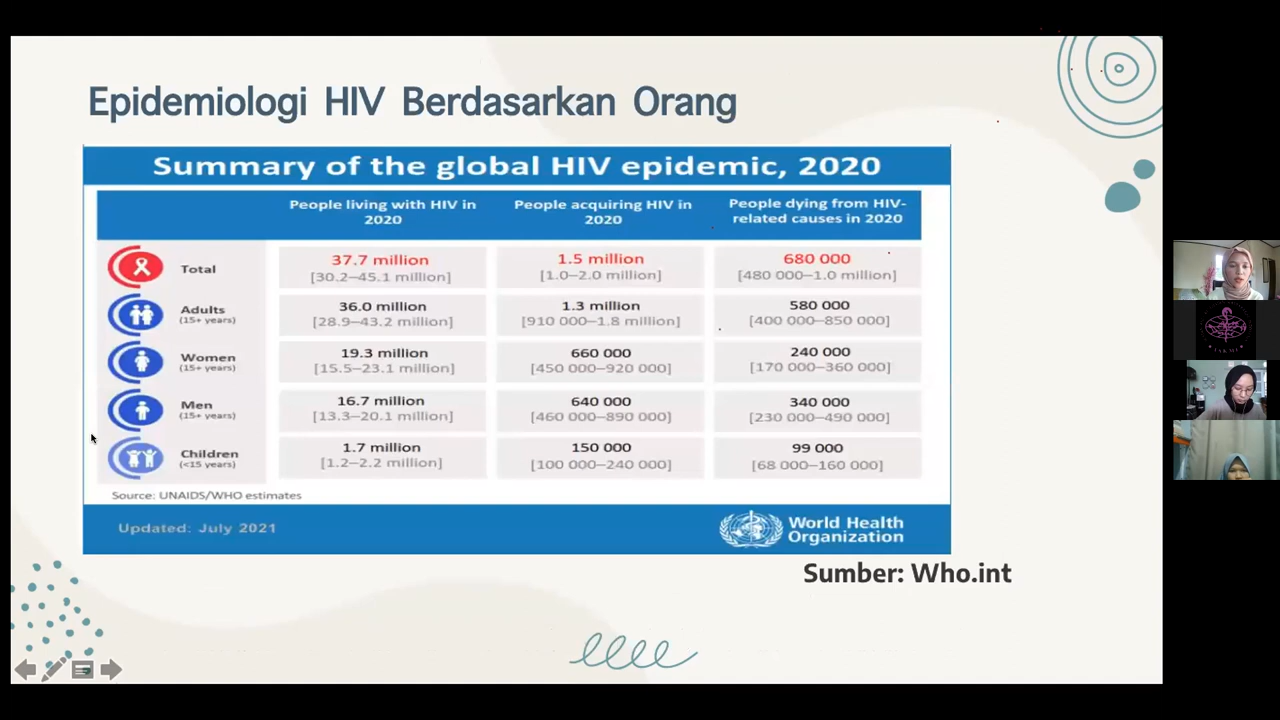 Epidemiologi HIV Berdasarkan Orang
Summary of the global HIV epidemic, 2020
People living with HIV in 2020
People acquiring HIV in 2020
People dying from HIV-related causes in 2020
Total
37.7 million
[30.2–45.1 million]
1.5 million
[1.0–2.0 million]
680 000
[480 000–1.0 million]
Adults
(15+ years)
36.0 million
[28.9–43.2 million]
1.3 million
[910 000–1.8 million]
580 000
[400 000–850 000]
Women
(15+ years)
19.3 million
[15.5–23.1 million]
660 000
[450 000–920 000]
240 000
[170 000–360 000]
Men
(15+ years)
16.7 million
[13.3–20.1 million]
640 000
[460 000–890 000]
340 000
[230 000–490 000]
Children
(<15 years)
1.7 million
[1.2–2.2 million]
150 000
[100 000–240 000]
99 000
[68 000–160 000]
Source: UNAIDS/WHO estimates
Updated: July 2021
World Health
Organization
Sumber: Who.int